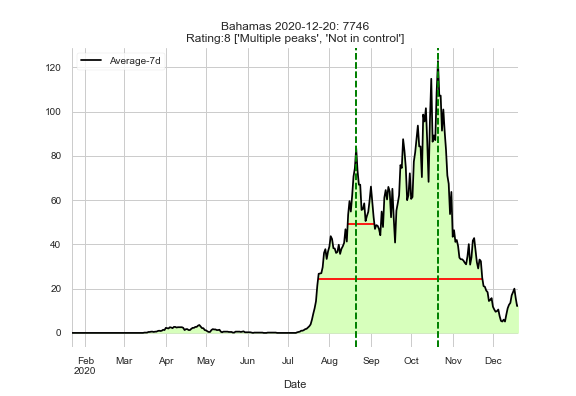 Bahamas 2020-12-20: 7746
Rating:8 ['Multiple peaks', 'Not in control']
Average-7d
120
100
80
60
40
20
0
Feb Mar Apr May Jun Jul Aug Sep Oct Nov Dec
2020
Date